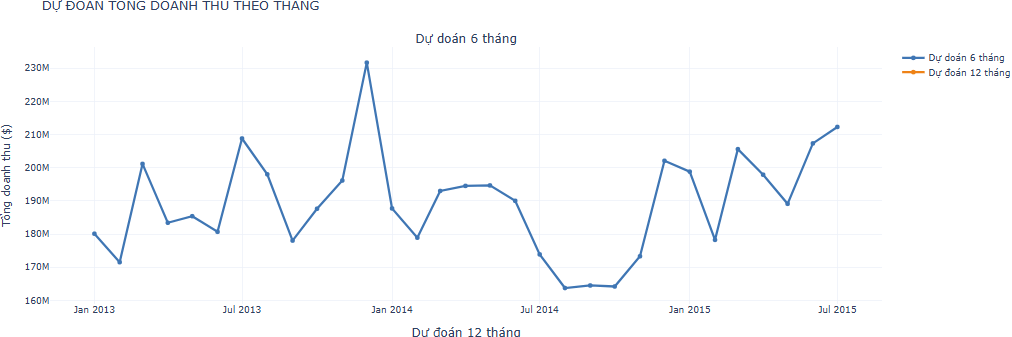 DỰ ĐOÁN TỔNG DOANH THU THEO THÁNG
Dự doán 6 tháng
Dự doán 6 tháng
Dự đoán 12 tháng
Tổng doanh thu ($)
230M
220M
210M
200M
190M
180M
170M
160M
Jan 2013
Jul 2013
Jan 2014
Jul 2014
Jan 2015
Jul 2015
Dự đoán 12 tháng